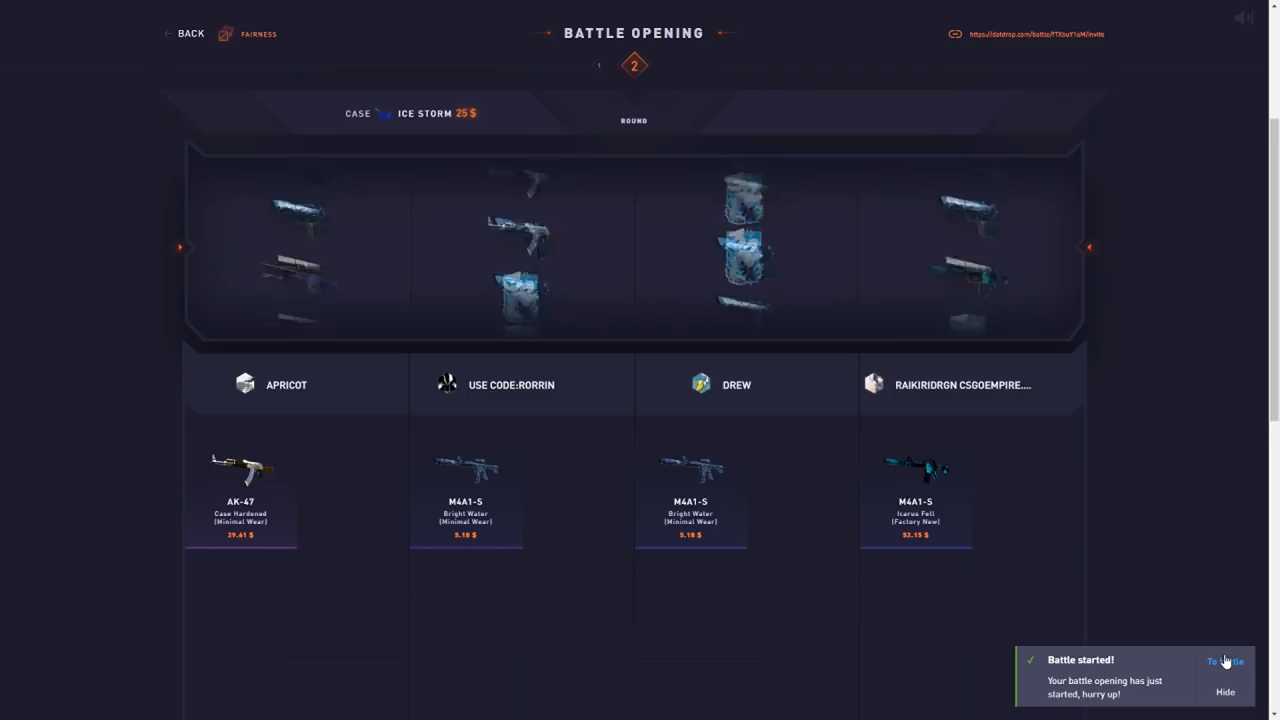 ← BACK
FAIRNESS
BATTLE OPENING
https://datdrop.com/battle/fTXbuY1oM/invite
1
2
CASE ICE STORM 25 $
ROUND
APRICOT
USE CODE:RORRIN
DREW
RAIKIRIDRGN CSGOEMPIRE....
AK-47
Case Hardened
(Minimal Wear)
29.61 $
M4A1-S
Bright Water
(Minimal Wear)
5.18 $
M4A1-S
Bright Water
(Minimal Wear)
5.18 $
M4A1-S
Icarus Fell
(Factory New)
52.15 $
✓ Battle started!
To
Your battle opening has just
started, hurry up!
Hide